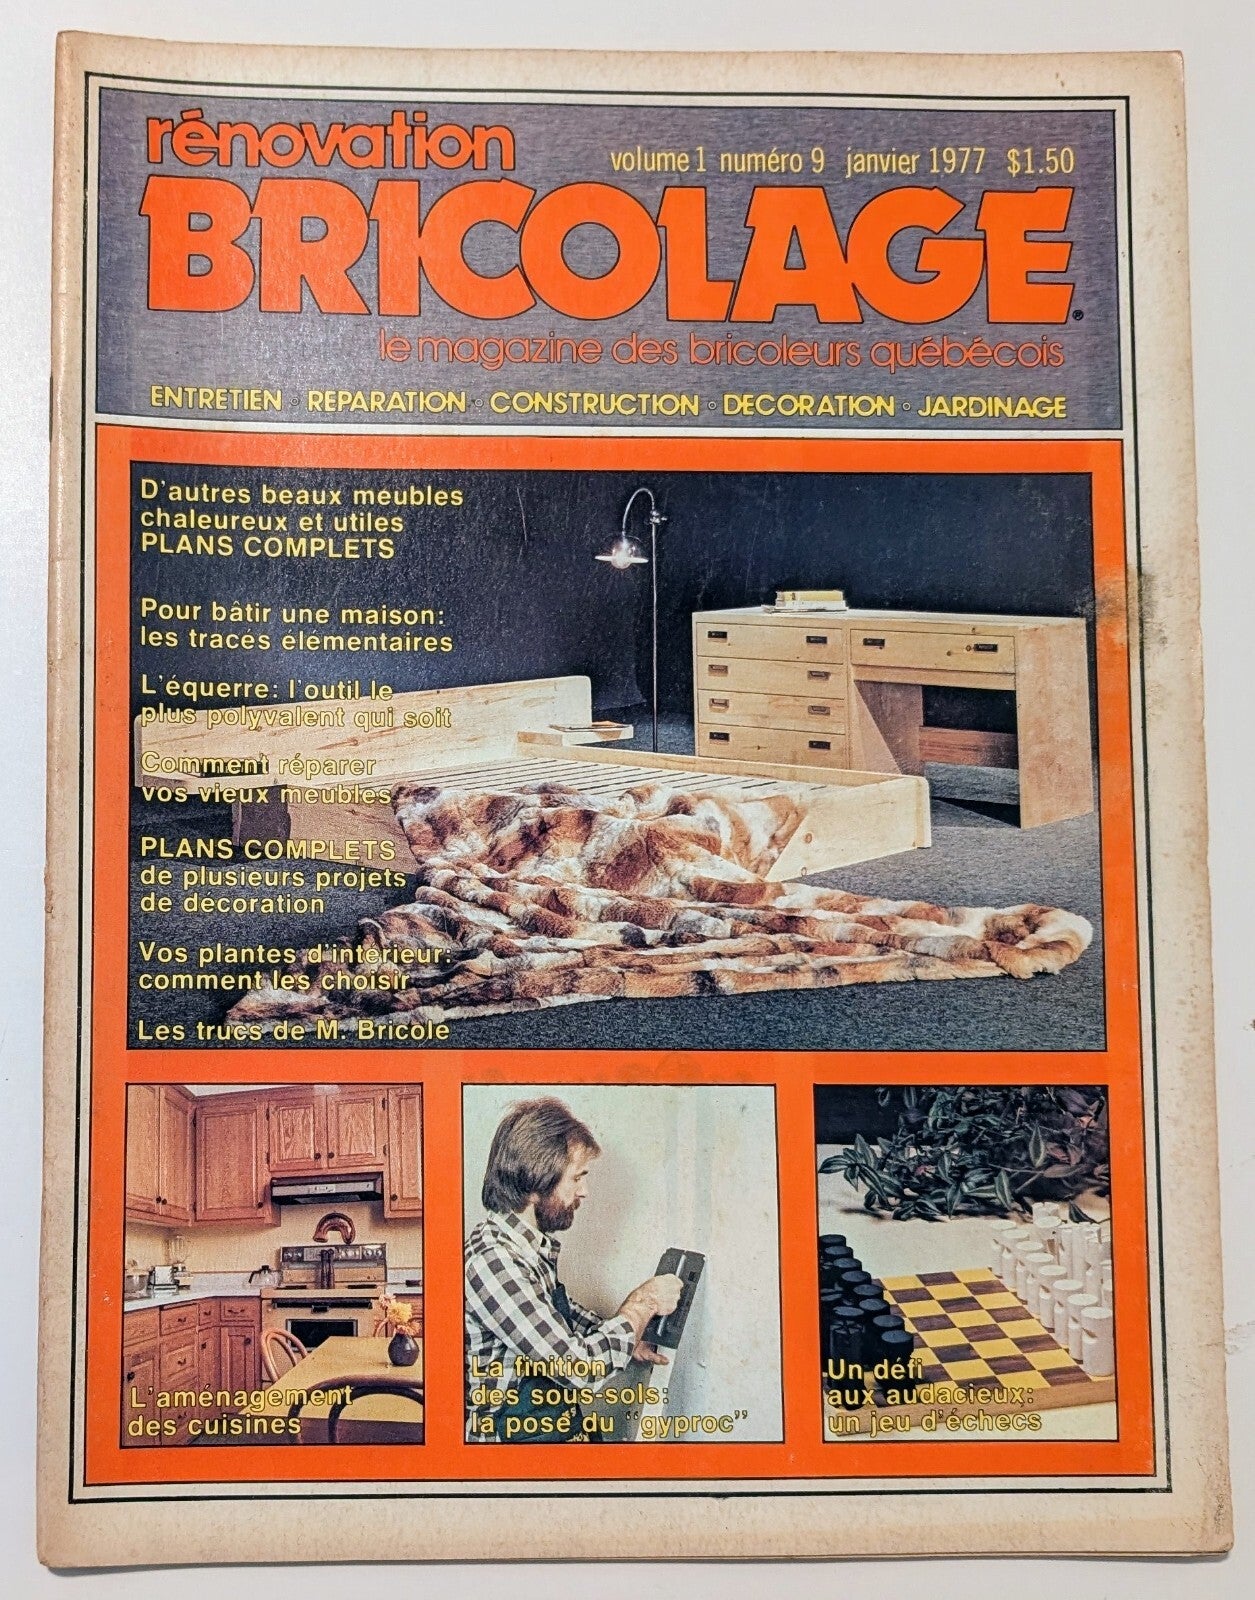 rénovation
volume 1 numéro 9 janvier 1977 $1.50
BRICOLAGE®
le magazine des bricoleurs québécois
ENTRETIEN ◦ REPARATION ◦ CONSTRUCTION ◦ DECORATION ◦ JARDINAGE
D'autres beaux meubles
chaleureux et utiles
PLANS COMPLETS
Pour bâtir une maison:
les tracés élémentaires
L'équerre: l'outil le
plus polyvalent qui soit
Comment réparer
vos vieux meubles
PLANS COMPLETS
de plusieurs projets
de décoration
Vos plantes d'intérieur:
comment les choisir
Les trucs de M. Bricole
L'aménagement
des cuisines
La finition
des sous-sols:
la pose du "gyproc"
Un défi
aux audacieux:
un jeu d'échecs